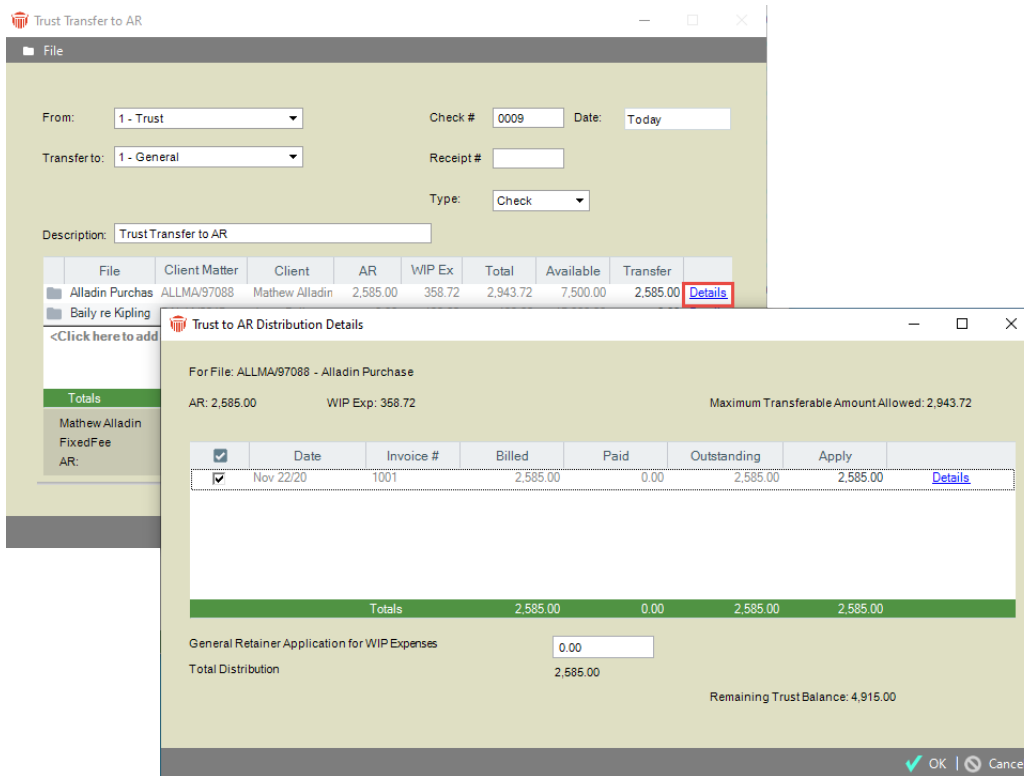 Trust Transfer to AR
File
From: 1 - Trust Check # 0009 Date: Today
Transfer to: 1 - General Receipt #
Type: Check
Description: Trust Transfer to AR
File Client Matter Client AR WIP Ex Total Available Transfer
Alladin Purchas ALLMA/97088 Mathew Alladin 2,585.00 358.72 2,943.72 7,500.00 2,585.00 Details
Baily re Kipling
<Click here to add
Totals
Mathew Alladin
FixedFee
AR:
Trust to AR Distribution Details
For File: ALLMA/97088 - Alladin Purchase
AR: 2,585.00 WIP Exp: 358.72 Maximum Transferable Amount Allowed: 2,943.72
Date Invoice # Billed Paid Outstanding Apply
Nov 22/20 1001 2,585.00 0.00 2,585.00 2,585.00 Details
Totals 2,585.00 0.00 2,585.00 2,585.00
General Retainer Application for WIP Expenses 0.00
Total Distribution 2,585.00
Remaining Trust Balance: 4,915.00
OK | Cance